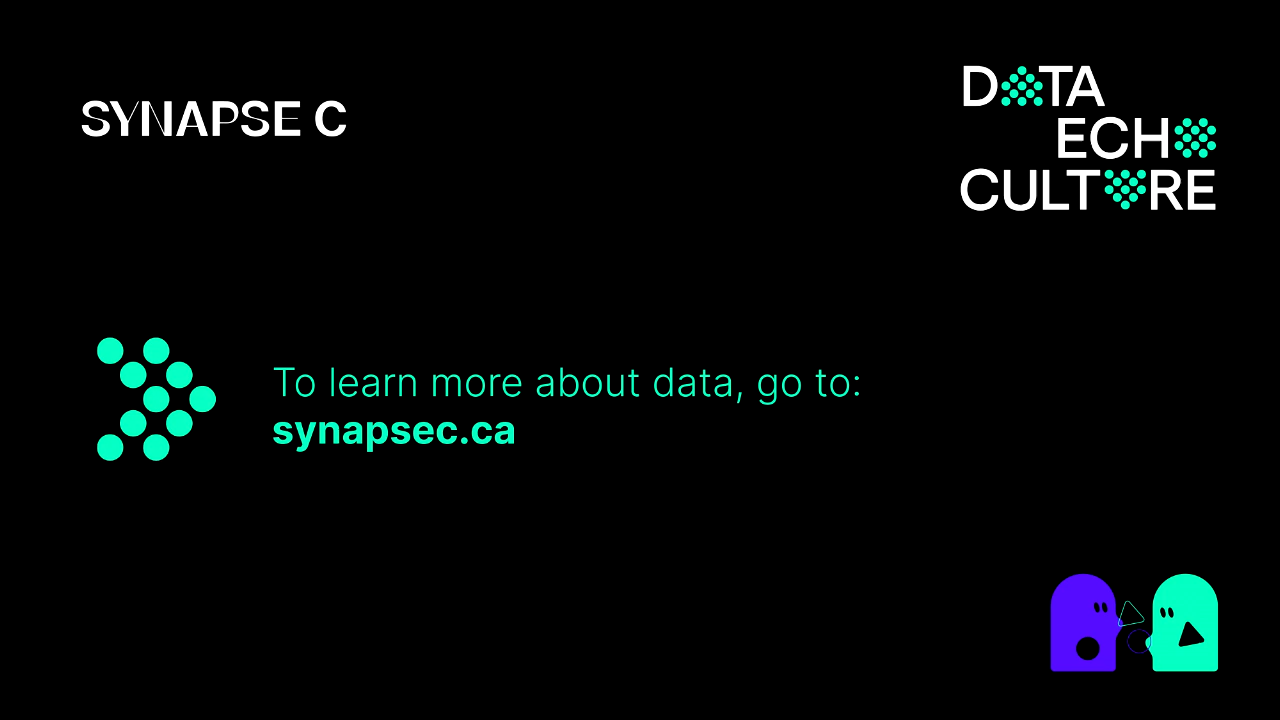 SYNAPSE C
DATA
ECHO
CULTURE
To learn more about data, go to:
synapsec.ca